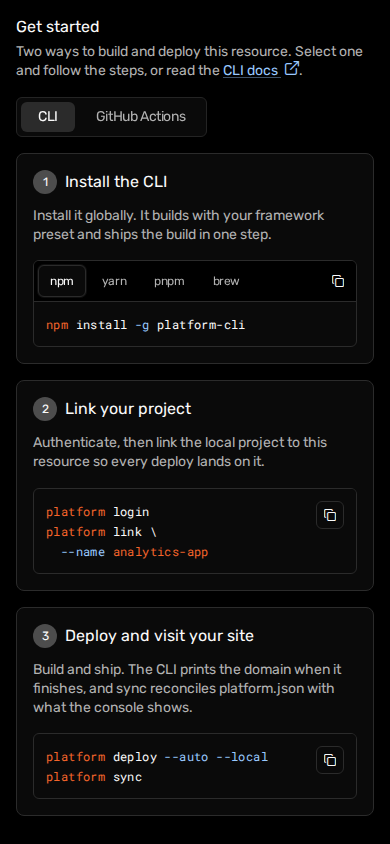 Get started
Two ways to build and deploy this resource. Select one
and follow the steps, or read the CLI docs.
CLI GitHub Actions
1 Install the CLI
Install it globally. It builds with your framework
preset and ships the build in one step.
npm yarn pnpm brew
npm install -g platform-cli
2 Link your project
Authenticate, then link the local project to this
resource so every deploy lands on it.
platform login
platform link \
--name analytics-app
3 Deploy and visit your site
Build and ship. The CLI prints the domain when it
finishes, and sync reconciles platform.json with
what the console shows.
platform deploy --auto --local
platform sync